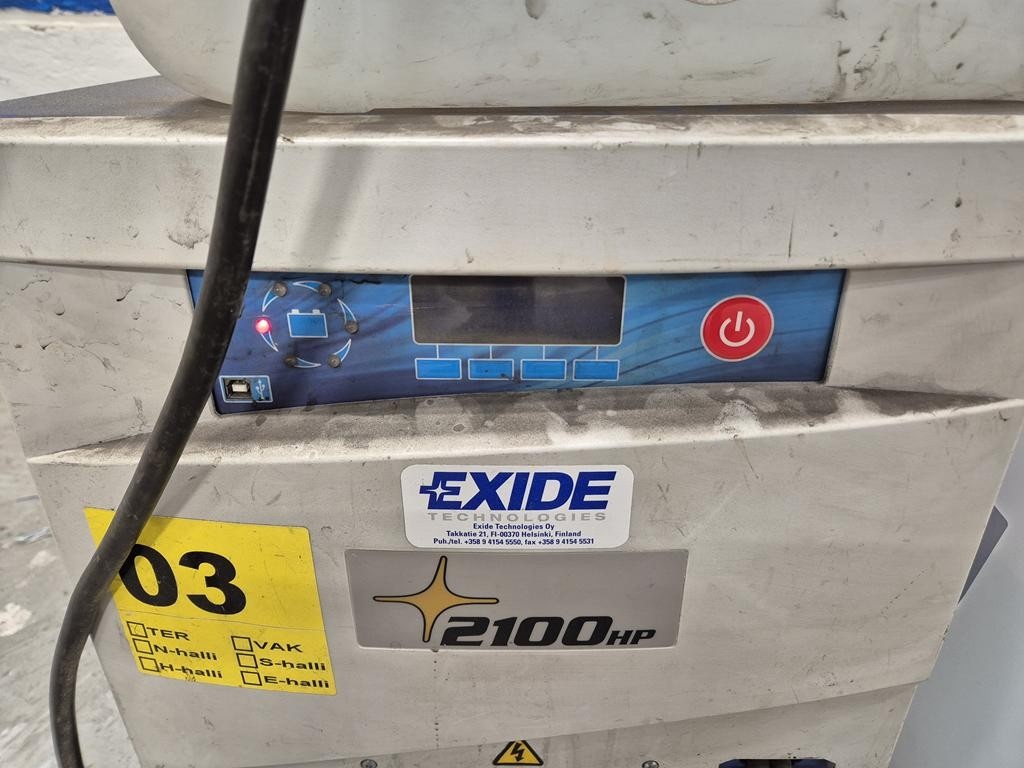 EXIDE
TECHNOLOGIES
Exide Technologies Oy
Takkatie 21, FI-00370 Helsinki, Finland
Puh./tel. +358 9 4154 5550, fax +358 9 4154 5531
2100HP
03
TER
VAK
N-halli
S-halli
H-halli
E-halli